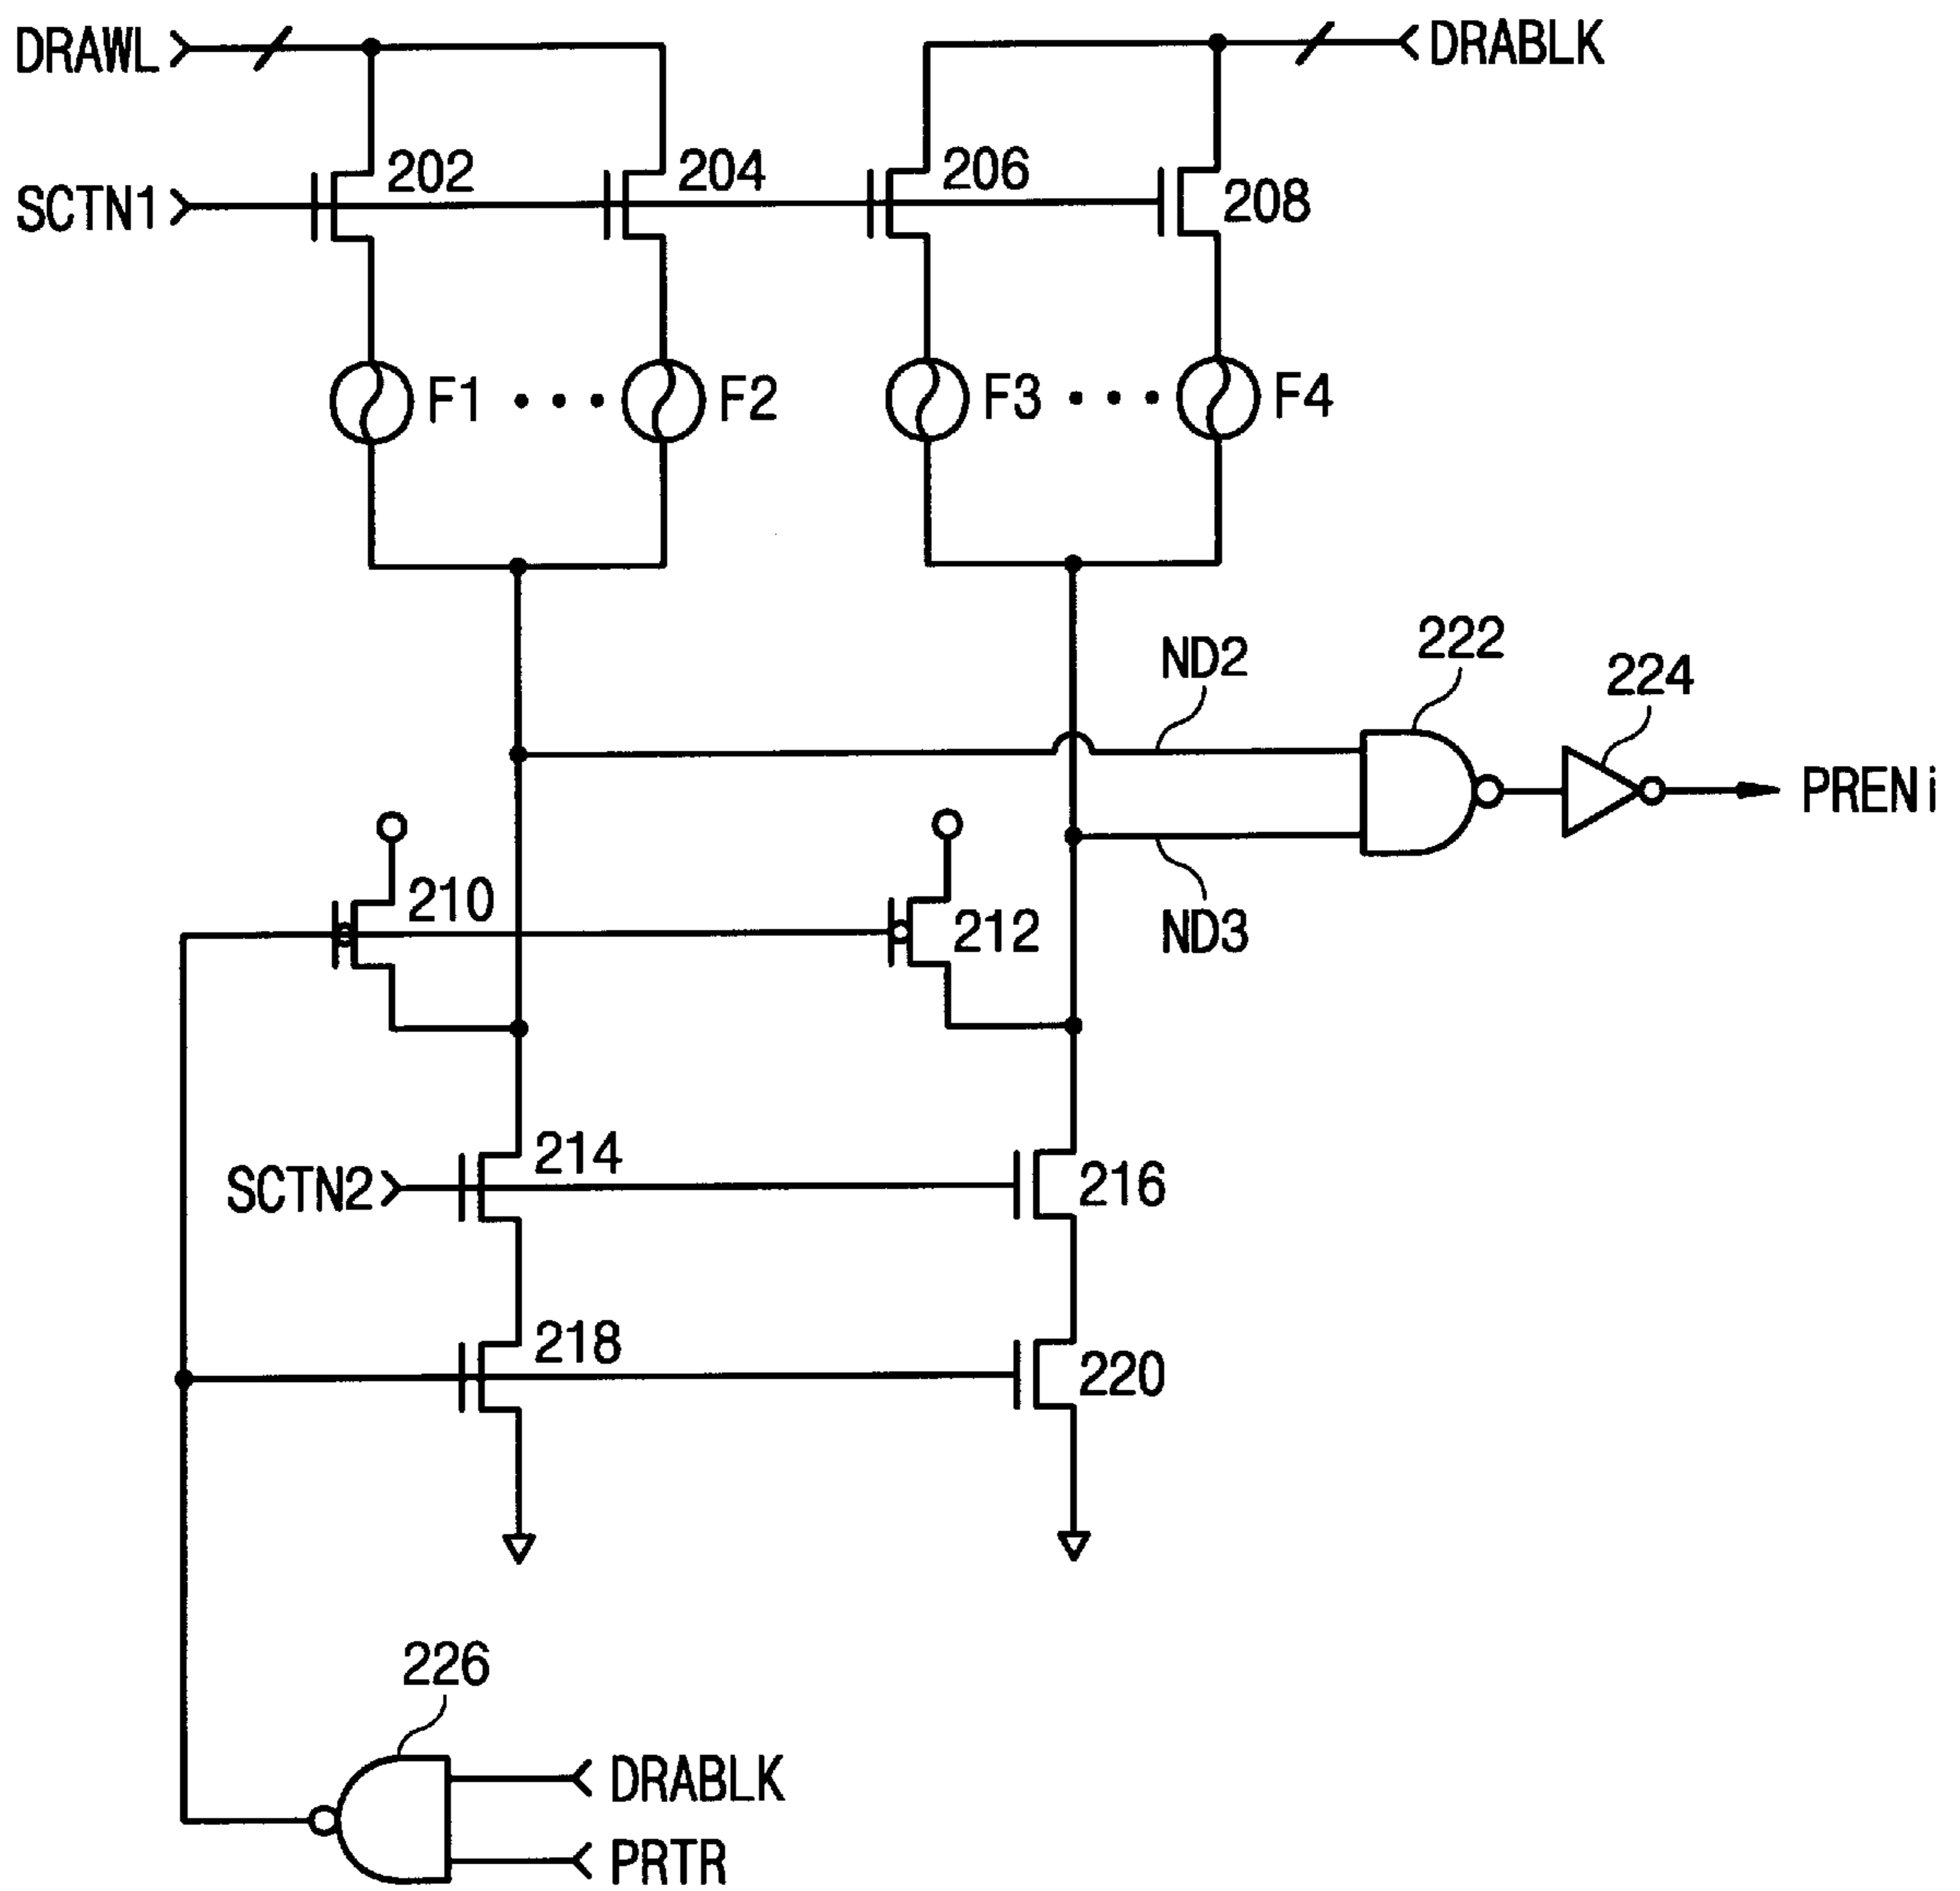 DRAWL
DRABLK
202
204
206
208
SCTN1
F1
F2
F3
F4
ND2
222
224
PRENi
210
212
ND3
214
SCTN2
216
218
220
226
DRABLK
PRTR